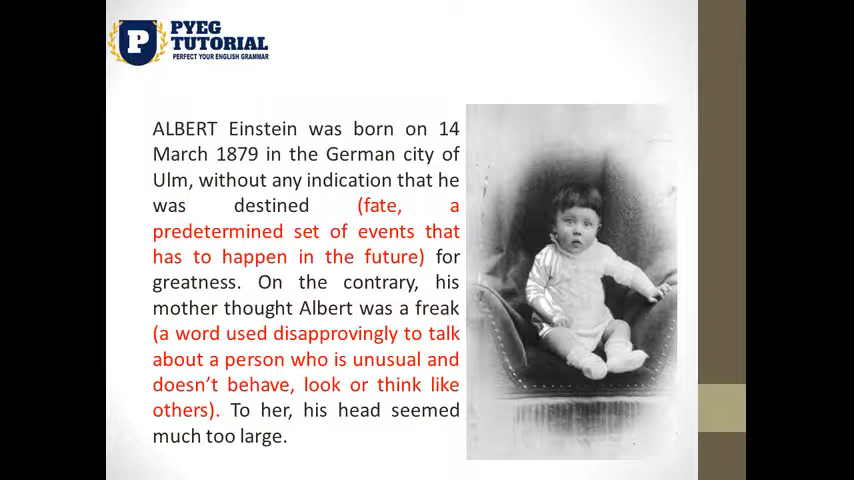 P
PYEG
TUTORIAL
PERFECT YOUR ENGLISH GRAMMAR
ALBERT Einstein was born on 14
March 1879 in the German city of
Ulm, without any indication that he
was destined (fate, a
predetermined set of events that
has to happen in the future) for
greatness. On the contrary, his
mother thought Albert was a freak
(a word used disapprovingly to talk
about a person who is unusual and
doesn’t behave, look or think like
others). To her, his head seemed
much too large.